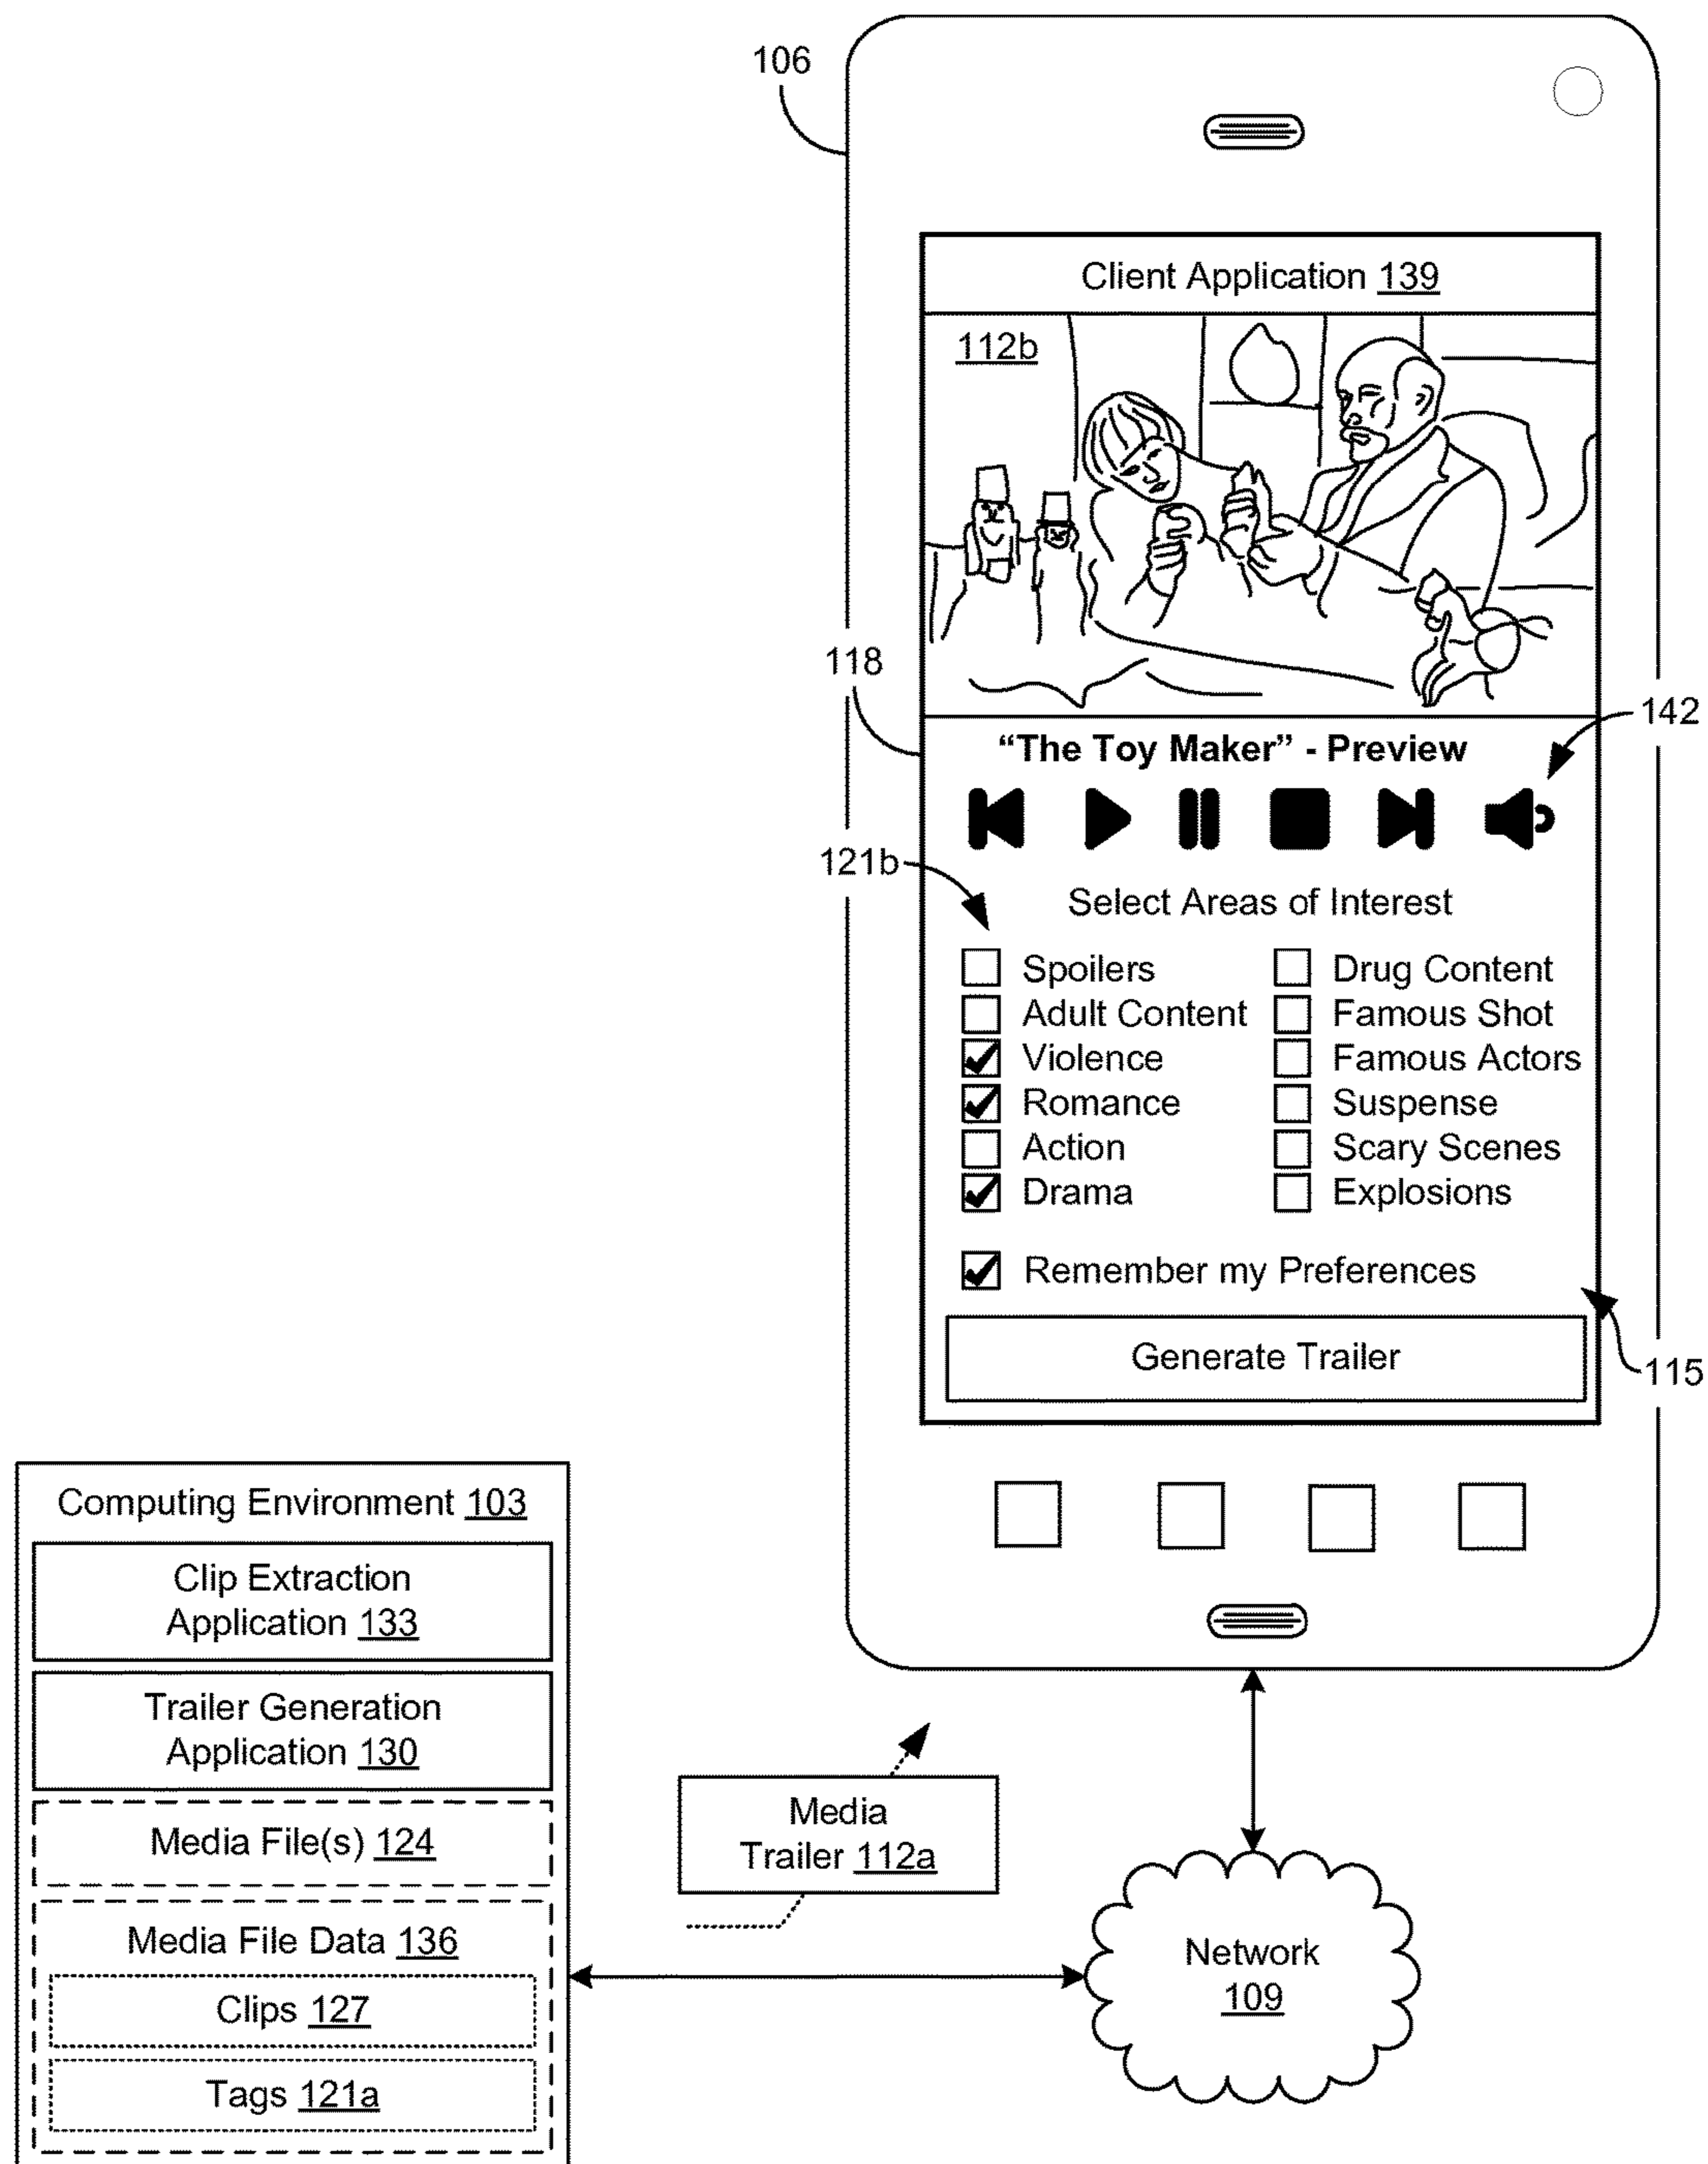 106
Client Application 139
112b
118
142
“The Toy Maker” - Preview
121b
Select Areas of Interest
Spoilers
Drug Content
Adult Content
Famous Shot
Violence
Famous Actors
Romance
Suspense
Action
Scary Scenes
Drama
Explosions
Remember my Preferences
Generate Trailer
115
Computing Environment 103
Clip Extraction
Application 133
Trailer Generation
Application 130
Media File(s) 124
Media File Data 136
Clips 127
Tags 121a
Media
Trailer 112a
Network
109